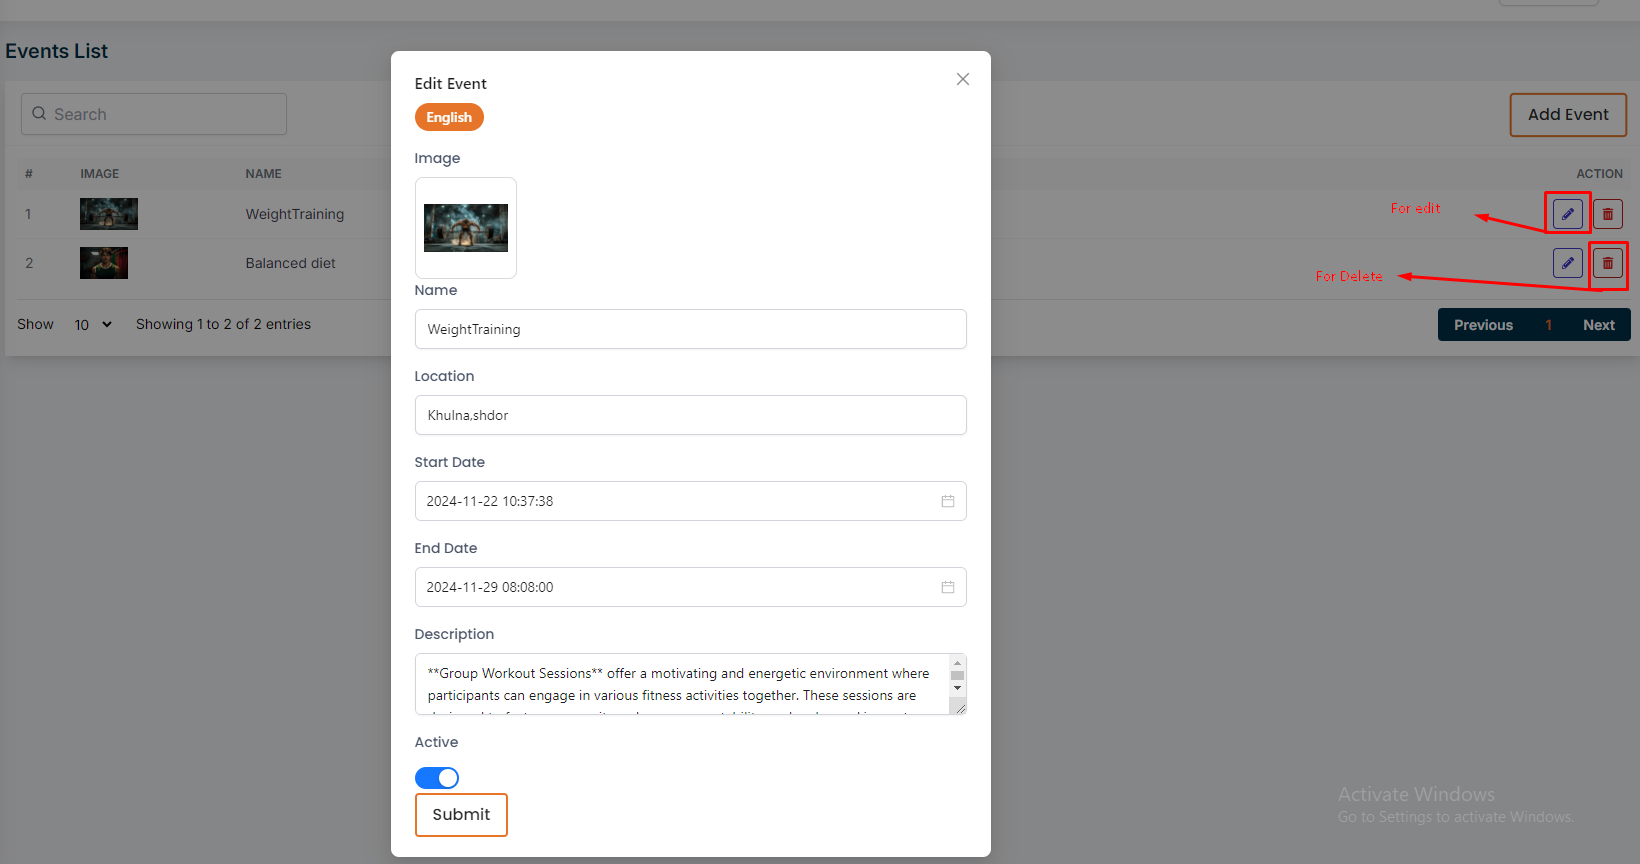 Events List
Search
Add Event
# IMAGE NAME ACTION
1 WeightTraining
For edit
2 Balanced diet
For Delete
Show 10 Showing 1 to 2 of 2 entries
Previous 1 Next
Edit Event
English
Image
Name
WeightTraining
Location
Khulna,shdor
Start Date
2024-11-22 10:37:38
End Date
2024-11-29 08:08:00
Description
**Group Workout Sessions** offer a motivating and energetic environment where
participants can engage in various fitness activities together. These sessions are
Active
Submit
Activate Windows
Go to Settings to activate Windows.